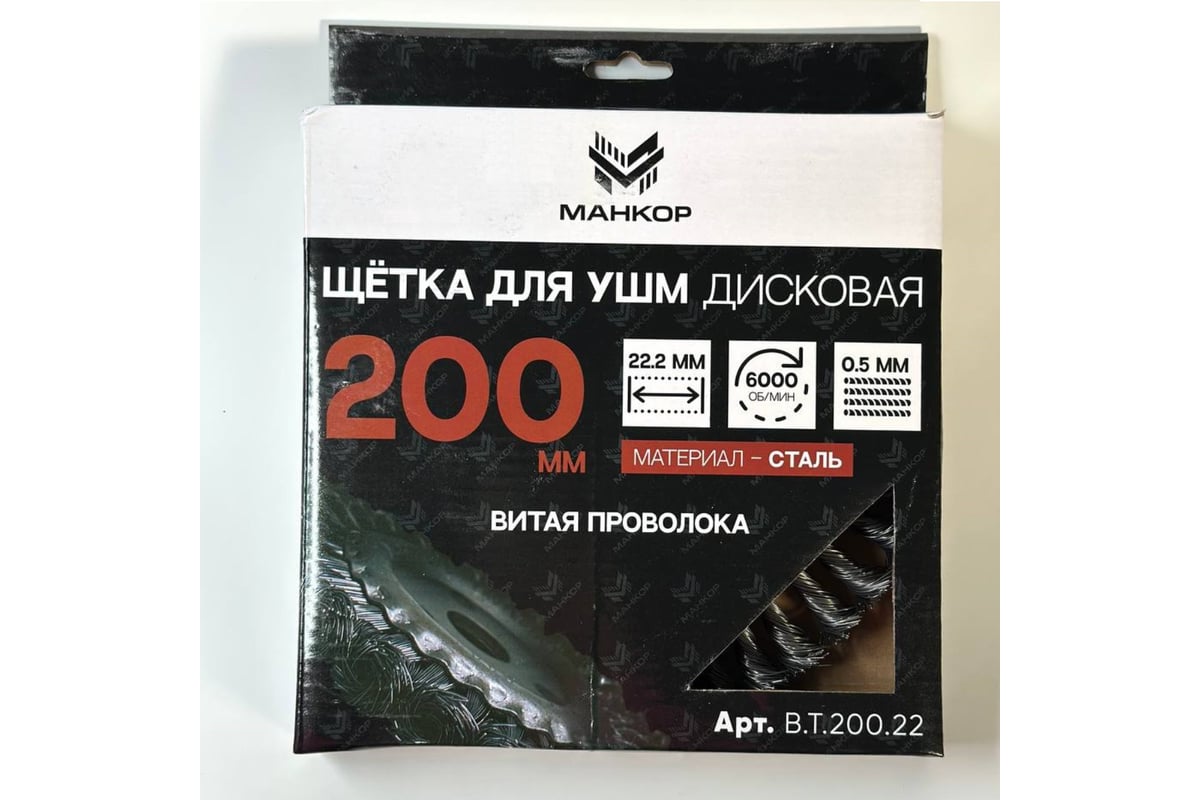 МАНКОР
ЩЁТКА ДЛЯ УШМ ДИСКОВАЯ
200
ММ
22.2 ММ
6000
ОБ/МИН
0.5 ММ
МАТЕРИАЛ – СТАЛЬ
ВИТАЯ ПРОВОЛОКА
Арт. В.Т.200.22